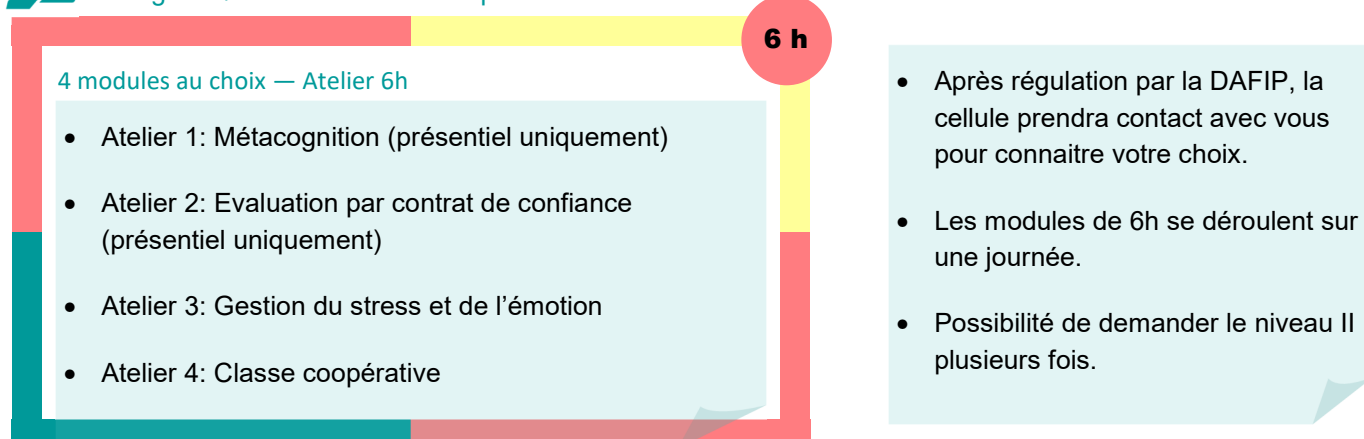 6 h
4 modules au choix — Atelier 6h
• Atelier 1: Métacognition (présentiel uniquement)
• Atelier 2: Evaluation par contrat de confiance
(présentiel uniquement)
• Atelier 3: Gestion du stress et de l’émotion
• Atelier 4: Classe coopérative
• Après régulation par la DAFIP, la
cellule prendra contact avec vous
pour connaitre votre choix.
• Les modules de 6h se déroulent sur
une journée.
• Possibilité de demander le niveau II
plusieurs fois.